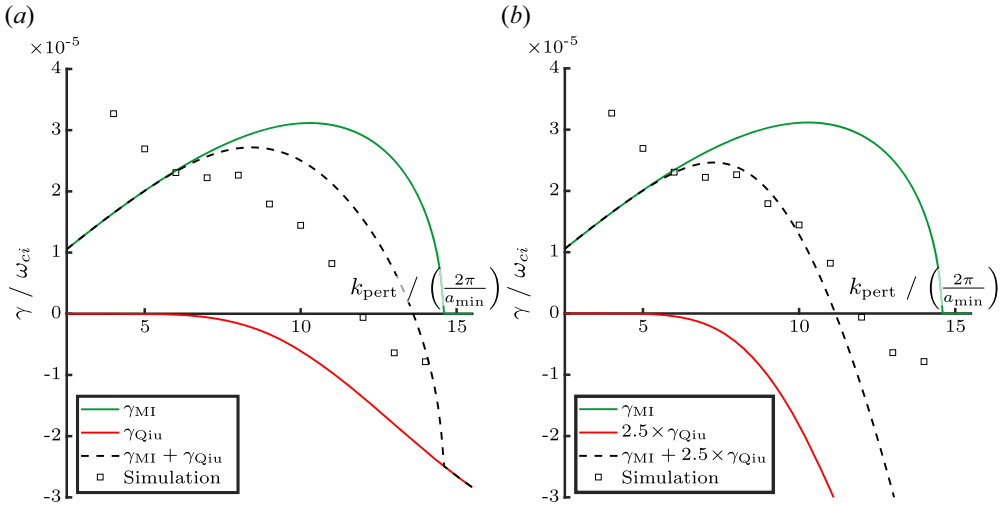 (a)
×10⁻⁵
4
3
2
1
0
-1
-2
-3
γ / ω_ci
k_pert / (2π / a_min)
5
10
15
γ_MI
γ_Qiu
γ_MI + γ_Qiu
Simulation
(b)
×10⁻⁵
4
3
2
1
0
-1
-2
-3
γ / ω_ci
k_pert / (2π / a_min)
5
10
15
γ_MI
2.5×γ_Qiu
γ_MI + 2.5×γ_Qiu
Simulation